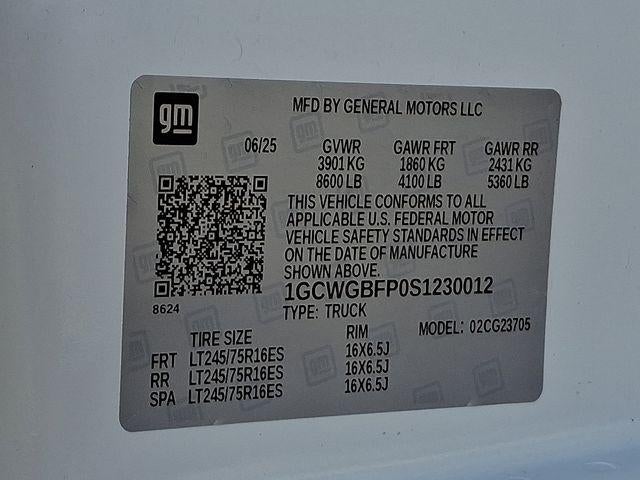 gm
MFD BY GENERAL MOTORS LLC
06/25 GVWR GAWR FRT GAWR RR
3901 KG 1860 KG 2431 KG
8600 LB 4100 LB 5360 LB
THIS VEHICLE CONFORMS TO ALL
APPLICABLE U.S. FEDERAL MOTOR
VEHICLE SAFETY STANDARDS IN EFFECT
ON THE DATE OF MANUFACTURE
SHOWN ABOVE.
1GCWGBFP0S1230012
8624
TYPE: TRUCK
MODEL: 02CG23705
TIRE SIZE RIM
FRT LT245/75R16ES 16X6.5J
RR LT245/75R16ES 16X6.5J
SPA LT245/75R16ES 16X6.5J